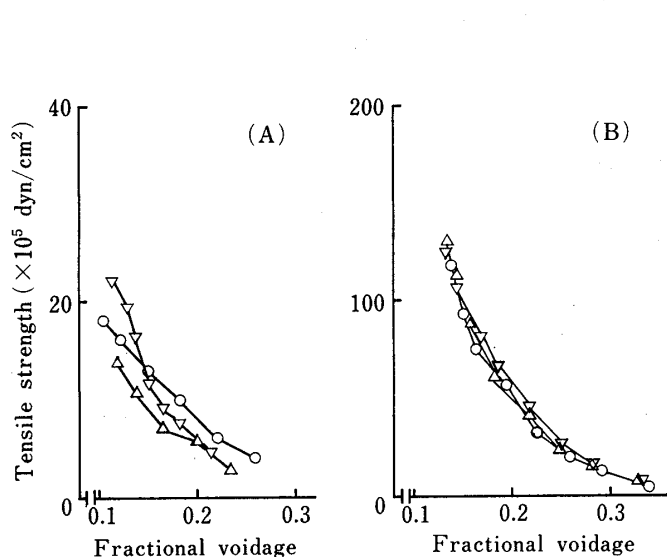 40
20
0
0.1
0.2
0.3
(A)
Tensile strength (×10⁵ dyn/cm²)
Fractional voidage
200
100
0
0.1
0.2
0.3
(B)
Fractional voidage